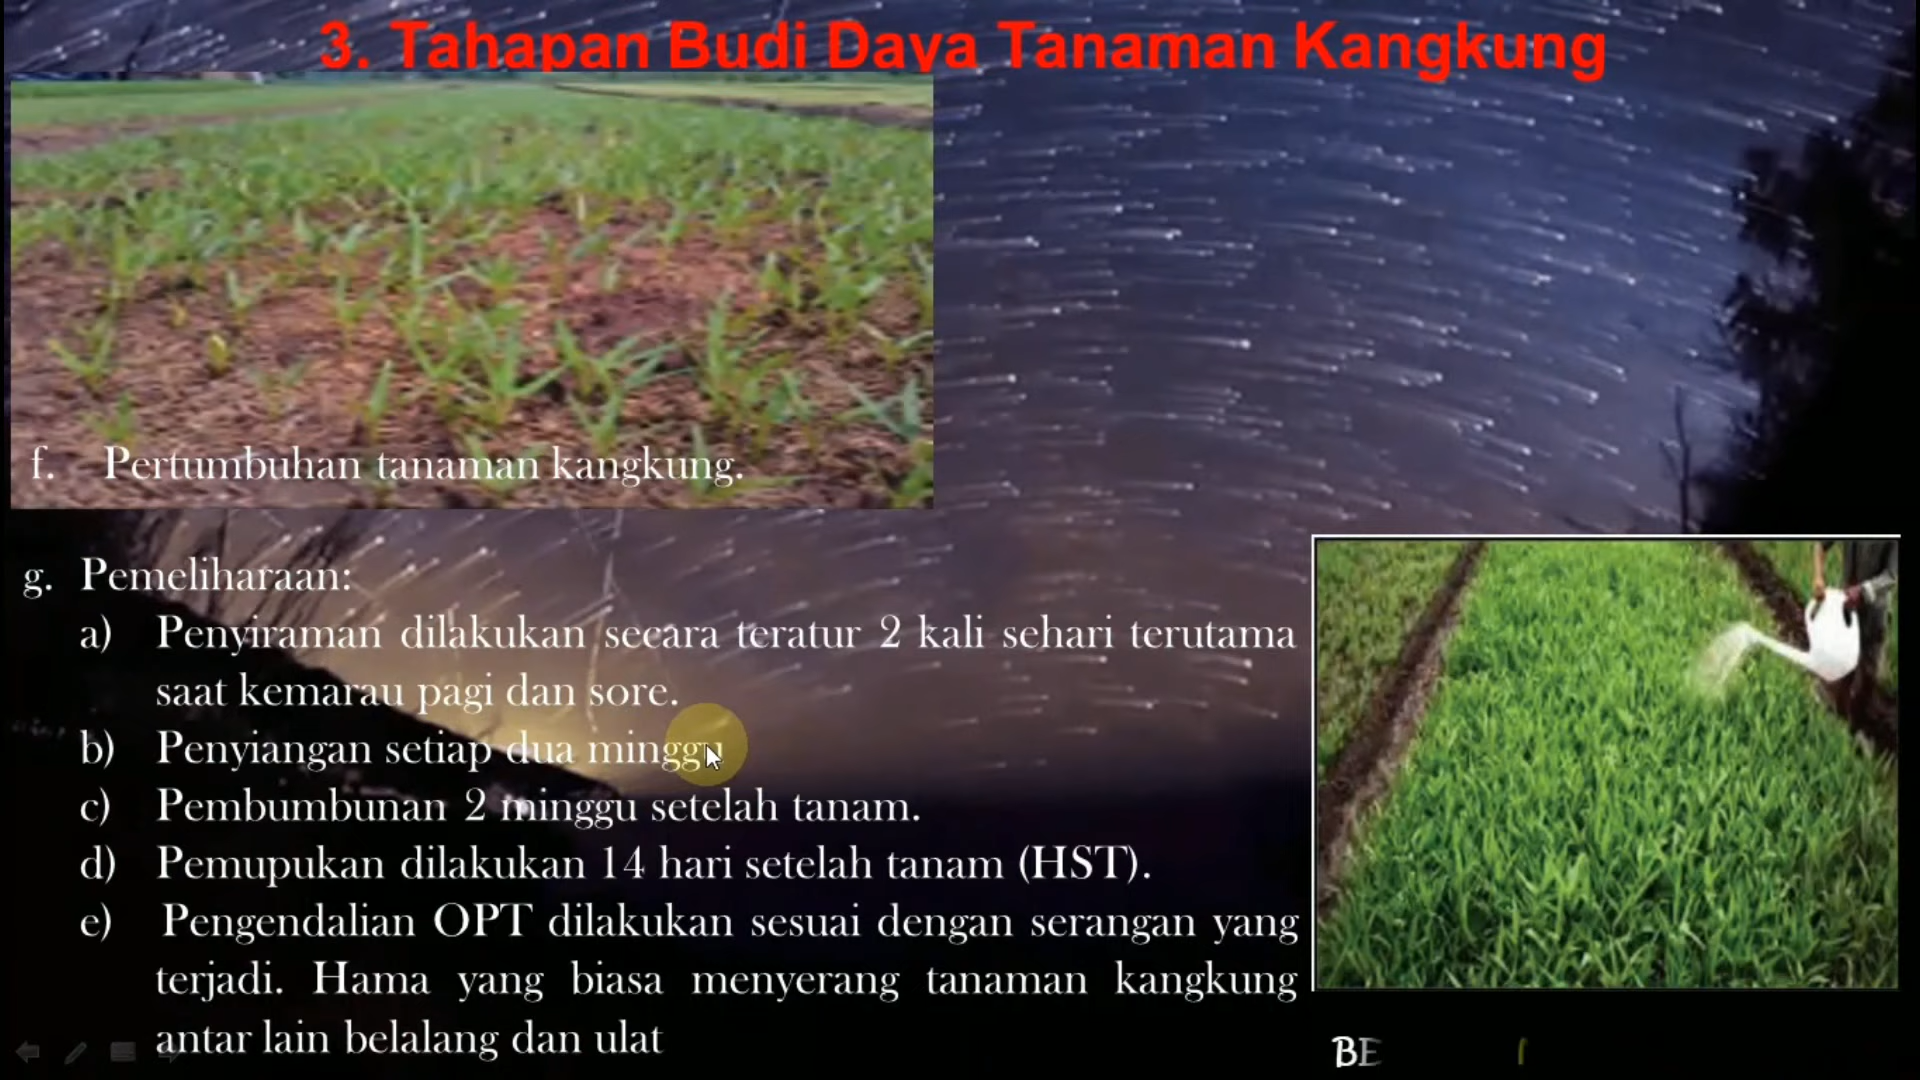 3. Tahapan Budi Daya Tanaman Kangkung
f. Pertumbuhan tanaman kangkung.
g. Pemeliharaan:
a) Penyiraman dilakukan secara teratur 2 kali sehari terutama
saat kemarau pagi dan sore.
b) Penyiangan setiap dua minggu
c) Pembumbunan 2 minggu setelah tanam.
d) Pemupukan dilakukan 14 hari setelah tanam (HST).
e) Pengendalian OPT dilakukan sesuai dengan serangan yang
terjadi. Hama yang biasa menyerang tanaman kangkung
antar lain belalang dan ulat
BE